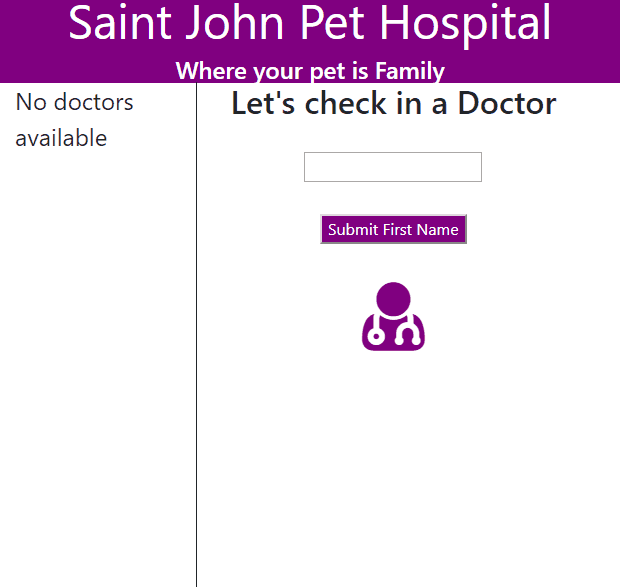 Saint John Pet Hospital
Where your pet is Family
No doctors
available
Let's check in a Doctor
Submit First Name